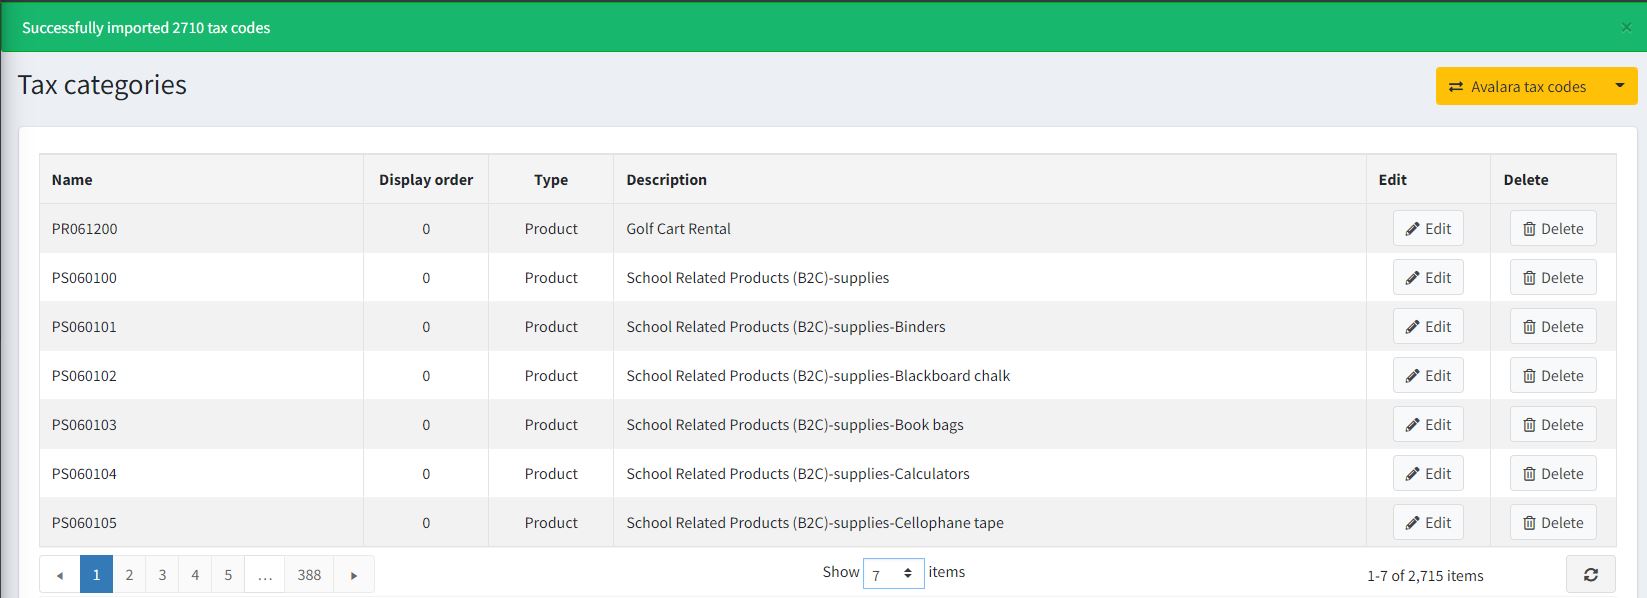 Successfully imported 2710 tax codes ×
Tax categories
Avalara tax codes
Name Display order Type Description Edit Delete
PR061200 0 Product Golf Cart Rental Edit Delete
PS060100 0 Product School Related Products (B2C)-supplies Edit Delete
PS060101 0 Product School Related Products (B2C)-supplies-Binders Edit Delete
PS060102 0 Product School Related Products (B2C)-supplies-Blackboard chalk Edit Delete
PS060103 0 Product School Related Products (B2C)-supplies-Book bags Edit Delete
PS060104 0 Product School Related Products (B2C)-supplies-Calculators Edit Delete
PS060105 0 Product School Related Products (B2C)-supplies-Cellophane tape Edit Delete
1 2 3 4 5 … 388 Show 7 items 1-7 of 2,715 items